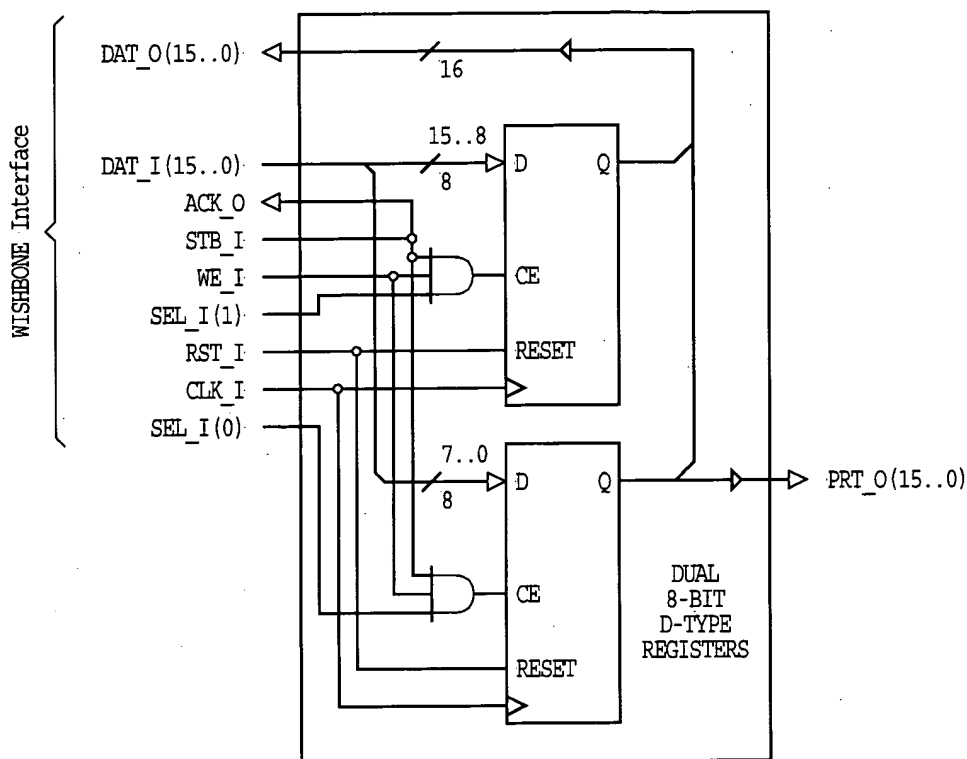 DAT_O(15..0)
16
WISHBONE Interface
DAT_I(15..0)
15..8
8
D
Q
ACK_O
STB_I
WE_I
CE
SEL_I(1)
RST_I
RESET
CLK_I
SEL_I(0)
7..0
8
D
Q
PRT_O(15..0)
CE
DUAL
8-BIT
D-TYPE
REGISTERS
RESET